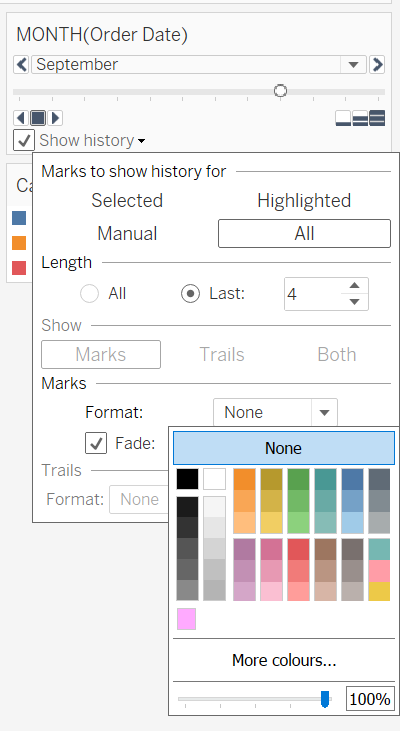 MONTH(Order Date)
September
Show history
Ca
Marks to show history for
Selected Highlighted
Manual All
Length
All Last: 4
Show
Marks Trails Both
Marks
Format: None
Fade:
Trails
Format: None
None
More colours...
100%